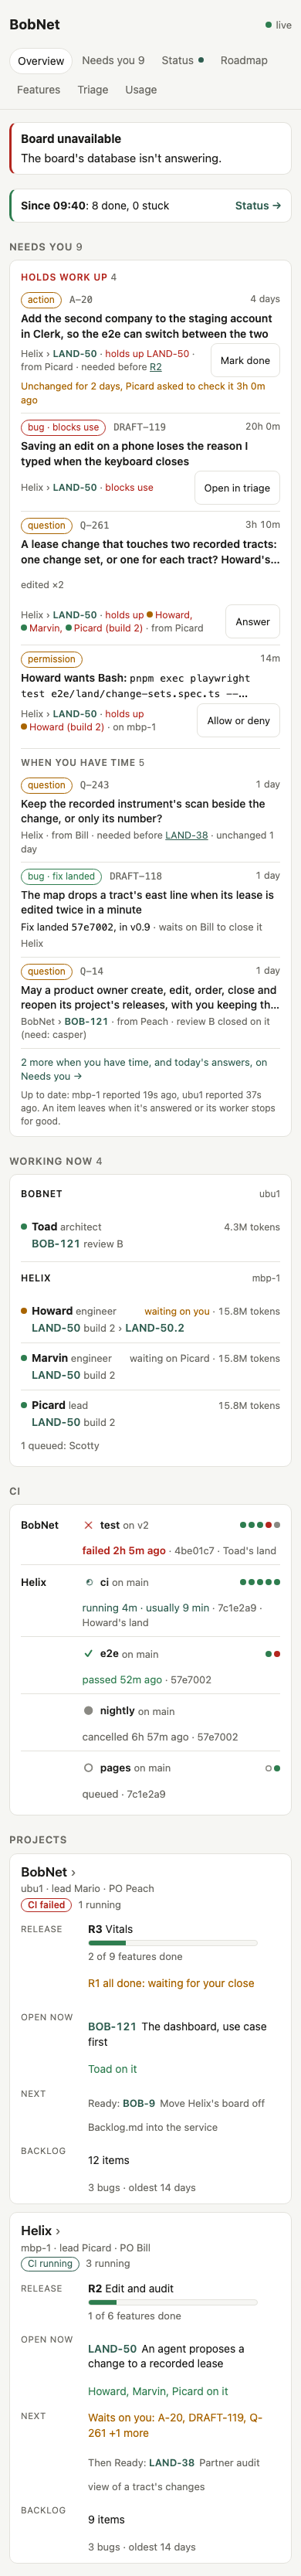 BobNet
live
Overview
Needs you 9
Status
Roadmap
Features
Triage
Usage
Board unavailable
The board's database isn't answering.
Since 09:40: 8 done, 0 stuck
Status →
NEEDS YOU 9
HOLDS WORK UP 4
action A-20 4 days
Add the second company to the staging account
in Clerk, so the e2e can switch between the two
Helix › LAND-50 · holds up LAND-50 ·
from Picard · needed before R2
Mark done
Unchanged for 2 days, Picard asked to check it 3h 0m
ago
bug · blocks use DRAFT-119 20h 0m
Saving an edit on a phone loses the reason I
typed when the keyboard closes
Helix › LAND-50 · blocks use
Open in triage
question Q-261 3h 10m
A lease change that touches two recorded tracts:
one change set, or one for each tract? Howard's...
edited ×2
Helix › LAND-50 · holds up Howard,
Marvin, Picard (build 2) · from Picard
Answer
permission 14m
Howard wants Bash: pnpm exec playwright
test e2e/land/change-sets.spec.ts --…
Helix › LAND-50 · holds up
Howard (build 2) · on mbp-1
Allow or deny
WHEN YOU HAVE TIME 5
question Q-243 1 day
Keep the recorded instrument's scan beside the
change, or only its number?
Helix · from Bill · needed before LAND-38 · unchanged 1
day
bug · fix landed DRAFT-118 1 day
The map drops a tract's east line when its lease is
edited twice in a minute
Fix landed 57e7002, in v0.9 · waits on Bill to close it
Helix
question Q-14 1 day
May a product owner create, edit, order, close and
reopen its project's releases, with you keeping th...
BobNet › BOB-121 · from Peach · review B closed on it
(need: casper)
2 more when you have time, and today's answers, on
Needs you →
Up to date: mbp-1 reported 19s ago, ubu1 reported 37s
ago. An item leaves when it's answered or its worker stops
for good.
WORKING NOW 4
BOBNET ubu1
Toad architect 4.3M tokens
BOB-121 review B
HELIX mbp-1
Howard engineer waiting on you · 15.8M tokens
LAND-50 build 2 › LAND-50.2
Marvin engineer waiting on Picard · 15.8M tokens
LAND-50 build 2
Picard lead 15.8M tokens
LAND-50 build 2
1 queued: Scotty
CI
BobNet test on v2
failed 2h 5m ago · 4be01c7 · Toad's land
Helix ci on main
running 4m · usually 9 min · 7c1e2a9 ·
Howard's land
e2e on main
passed 52m ago · 57e7002
nightly on main
cancelled 6h 57m ago · 57e7002
pages on main
queued · 7c1e2a9
PROJECTS
BobNet ›
ubu1 · lead Mario · PO Peach
CI failed 1 running
RELEASE R3 Vitals
2 of 9 features done
R1 all done: waiting for your close
OPEN NOW
BOB-121 The dashboard, use case
first
Toad on it
NEXT
Ready: BOB-9 Move Helix's board off
Backlog.md into the service
BACKLOG
12 items
3 bugs · oldest 14 days
Helix ›
mbp-1 · lead Picard · PO Bill
CI running 3 running
RELEASE R2 Edit and audit
1 of 6 features done
OPEN NOW
LAND-50 An agent proposes a
change to a recorded lease
Howard, Marvin, Picard on it
NEXT
Waits on you: A-20, DRAFT-119, Q-
261 +1 more
Then Ready: LAND-38 Partner audit
view of a tract's changes
BACKLOG
9 items
3 bugs · oldest 14 days